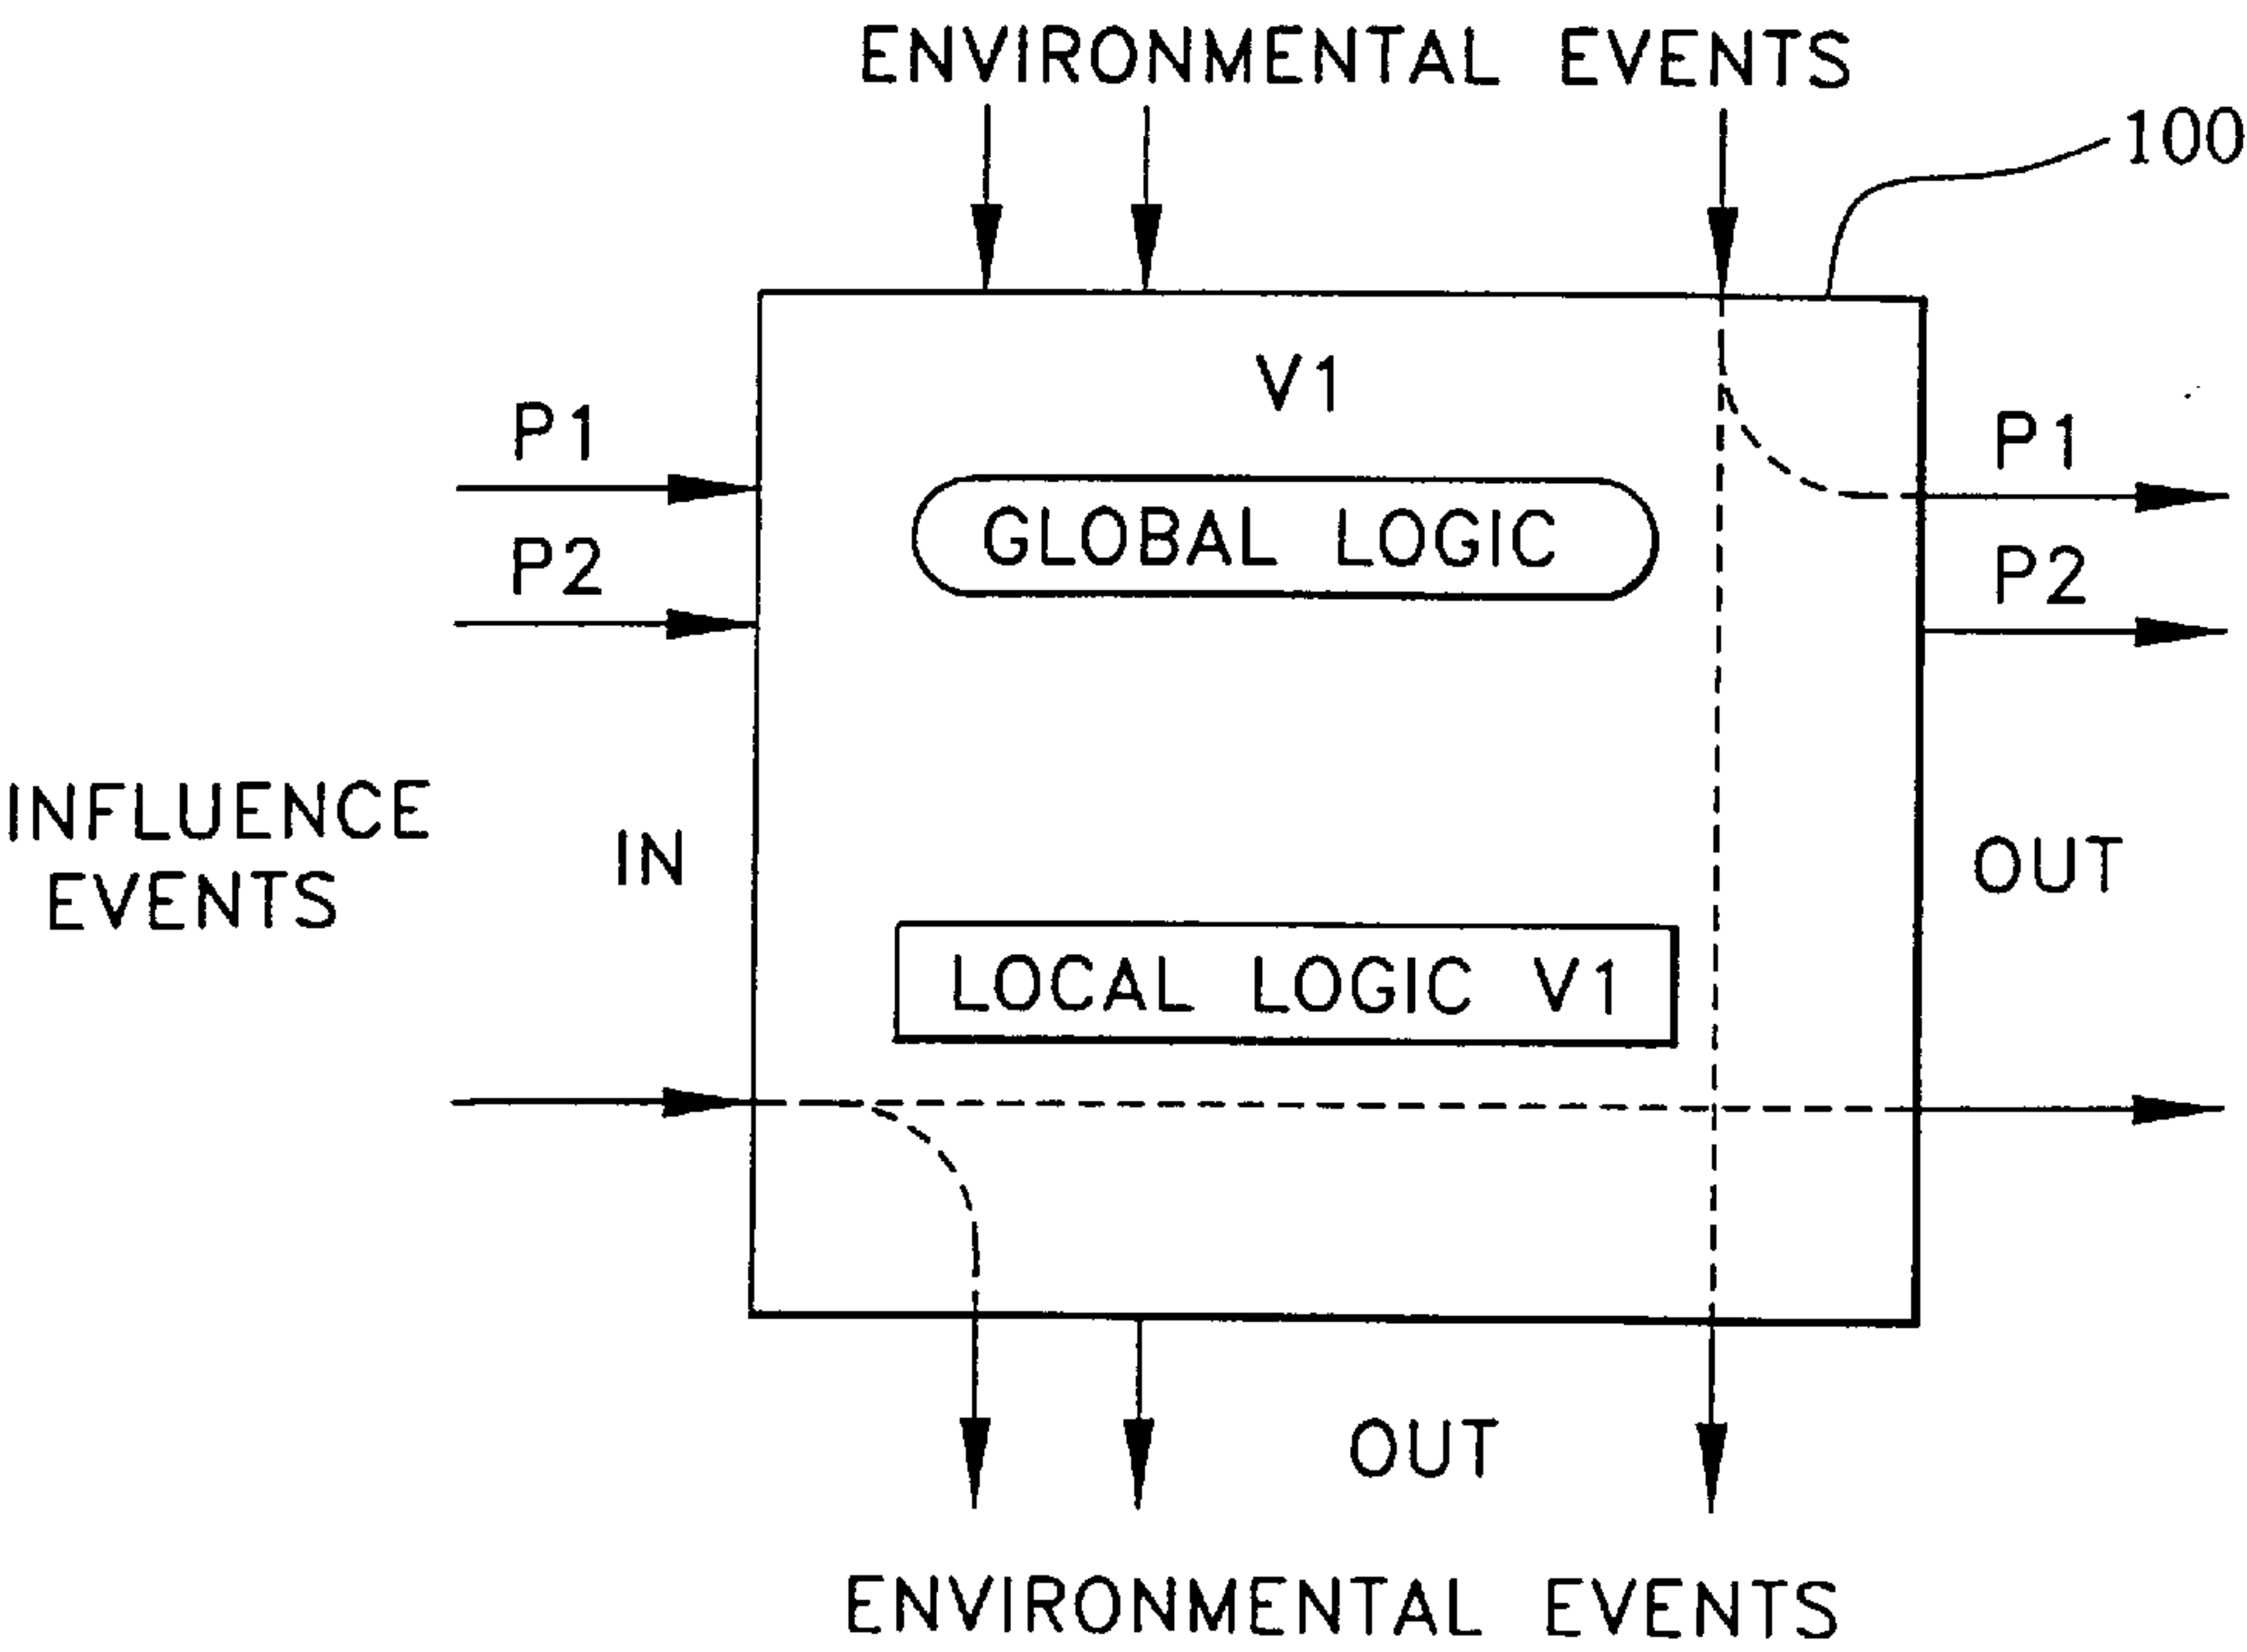 ENVIRONMENTAL EVENTS
100
V1
P1
P1
GLOBAL LOGIC
P2
P2
INFLUENCE
EVENTS
IN
OUT
LOCAL LOGIC V1
OUT
ENVIRONMENTAL EVENTS